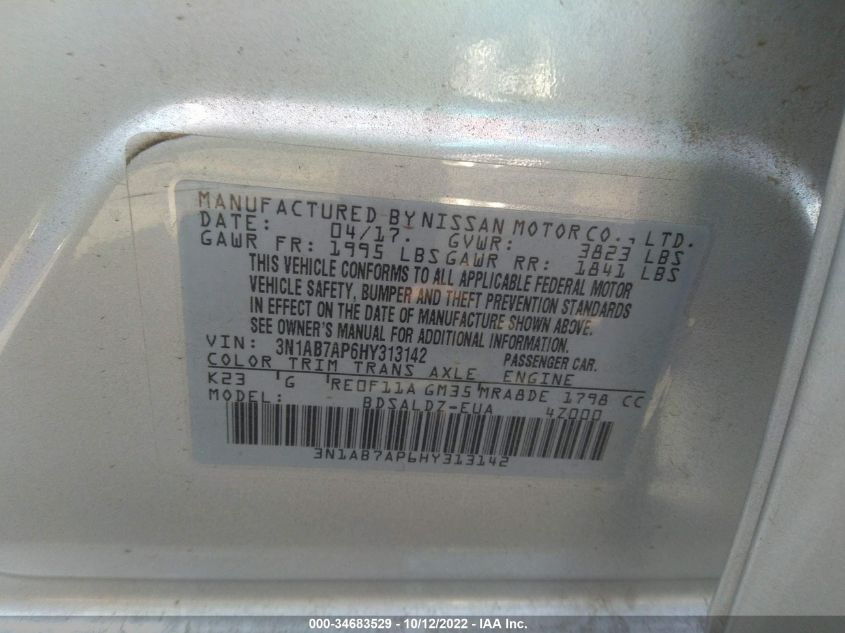 MANUFACTURED BY NISSAN MOTOR CO., LTD.
DATE: 04/17. GVWR: 3823 LBS
GAWR FR: 1995 LBS GAWR RR: 1841 LBS
THIS VEHICLE CONFORMS TO ALL APPLICABLE FEDERAL MOTOR
VEHICLE SAFETY, BUMPER AND THEFT PREVENTION STANDARDS
IN EFFECT ON THE DATE OF MANUFACTURE SHOWN ABOVE.
SEE OWNER'S MANUAL FOR ADDITIONAL INFORMATION.
VIN: 3N1AB7AP6HY313142 PASSENGER CAR.
COLOR TRIM TRANS AXLE ENGINE
K23 G RE0F11A GM35 MRA8DE 1798 CC
MODEL: BDSALDZ-EUA 4Z000
3N1AB7AP6HY313142
000-34683529 - 10/12/2022 - IAA Inc.